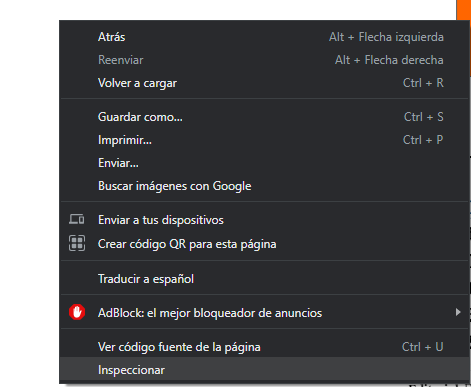 Atrás Alt + Flecha izquierda
Reenviar Alt + Flecha derecha
Volver a cargar Ctrl + R
Guardar como... Ctrl + S
Imprimir... Ctrl + P
Enviar...
Buscar imágenes con Google
Enviar a tus dispositivos
Crear código QR para esta página
Traducir a español
AdBlock: el mejor bloqueador de anuncios
Ver código fuente de la página Ctrl + U
Inspeccionar